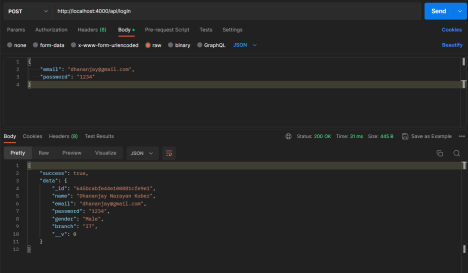 POST http://localhost:4000/api/login Send
Params Authorization Headers (8) Body Pre-request Script Tests Settings Cookies
none form-data x-www-form-urlencoded raw binary GraphQL JSON Beautify
1 {
2 "email": "dhananjay@gmail.com",
3 "password": "1234"
4 }
Body Cookies Headers (8) Test Results Status: 200 OK Time: 31 ms Size: 445 B Save as Example
Pretty Raw Preview Visualize JSON
1 {
2 "success": true,
3 "data": {
4 "_id":
5 "name": "Dhananjay Narayan
6 "email": "dhananjay@gmail.com",
7 "password": "1234",
8 "gender": "Male",
9 "branch": "IT",
10 "__v": 0
11 }
12 }